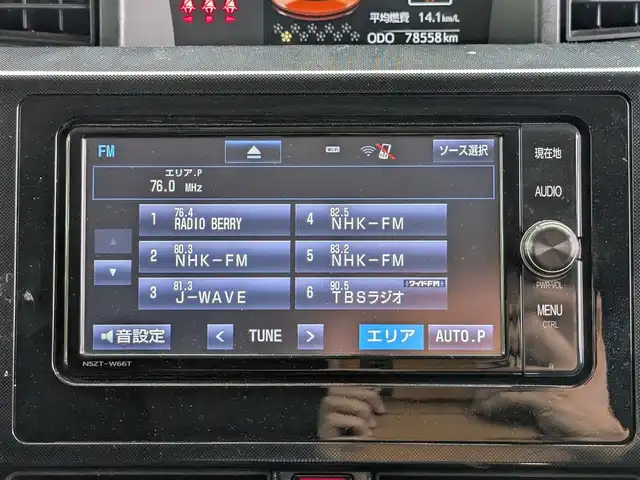 平均燃費 14.1km/L
ODO 78558km
FM
ソース選択
エリア.P
76.0 MHz
1 76.4 RADIO BERRY
4 82.5 NHK-FM
2 80.3 NHK-FM
5 83.2 NHK-FM
3 81.3 J-WAVE
6 90.5 ワイドFM TBSラジオ
音設定
TUNE
エリア
AUTO.P
現在地
AUDIO
PWR·VOL
MENU
CTRL
NSZT-W66T